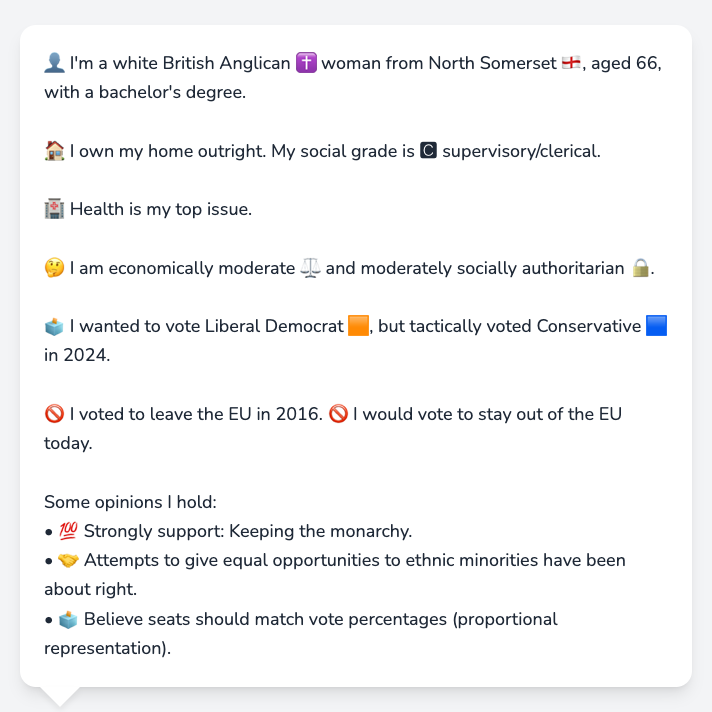 👤 I'm a white British Anglican ✝️ woman from North Somerset 🏴󠁧󠁢󠁥󠁮󠁧󠁿, aged 66,
with a bachelor's degree.
🏠 I own my home outright. My social grade is 🅲 supervisory/clerical.
🏥 Health is my top issue.
🤔 I am economically moderate ⚖️ and moderately socially authoritarian 🔒.
🗳️ I wanted to vote Liberal Democrat 🟧, but tactically voted Conservative 🟦
in 2024.
🚫 I voted to leave the EU in 2016. 🚫 I would vote to stay out of the EU
today.
Some opinions I hold:
• 💯 Strongly support: Keeping the monarchy.
• 🤝 Attempts to give equal opportunities to ethnic minorities have been
about right.
• 🗳️ Believe seats should match vote percentages (proportional
representation).